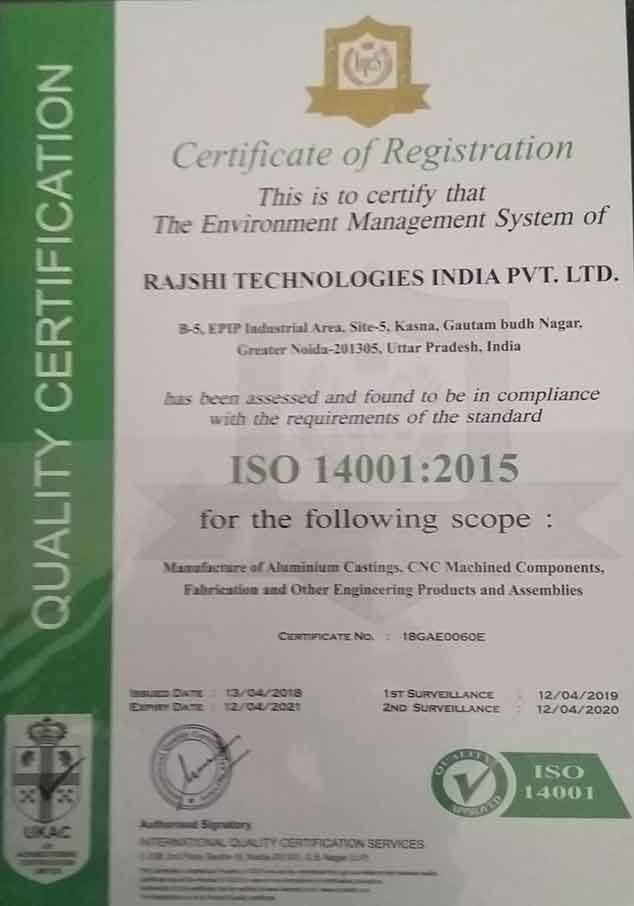 QUALITY CERTIFICATION
IQCS
Certificate of Registration
This is to certify that
The Environment Management System of
RAJSHI TECHNOLOGIES INDIA PVT. LTD.
B-5, EPIP Industrial Area, Site-5, Kasna, Gautam budh Nagar,
Greater Noida-201305, Uttar Pradesh, India
has been assessed and found to be in compliance
with the requirements of the standard
ISO 14001:2015
for the following scope :
Manufacture of Aluminium Castings, CNC Machined Components,
Fabrication and Other Engineering Products and Assemblies
CERTIFICATE NO. : 18GAE0060E
ISSUED DATE : 13/04/2018 1ST SURVEILLANCE : 12/04/2019
EXPIRY DATE : 12/04/2021 2ND SURVEILLANCE : 12/04/2020
QUALITY
APPROVED
ISO
14001
UKAC
Authorised Signatory
INTERNATIONAL QUALITY CERTIFICATION SERVICES